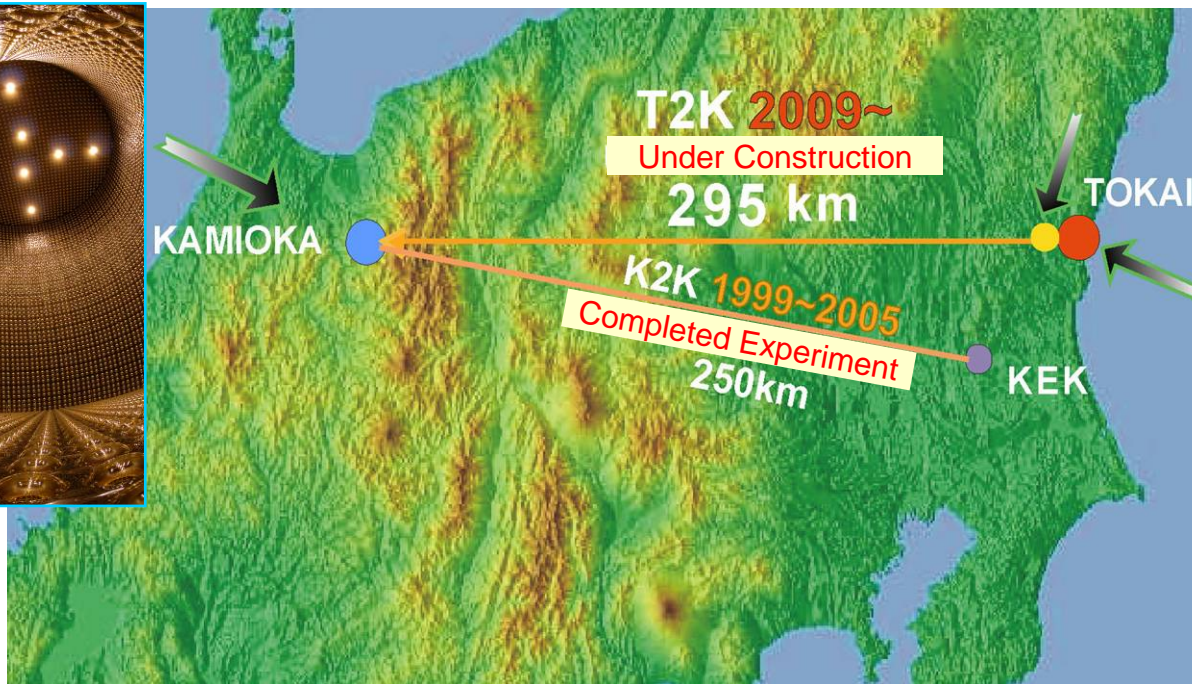 T2K 2009~
Under Construction
295 km
TOKAI
KAMIOKA
K2K 1999~2005
Completed Experiment
250km
KEK